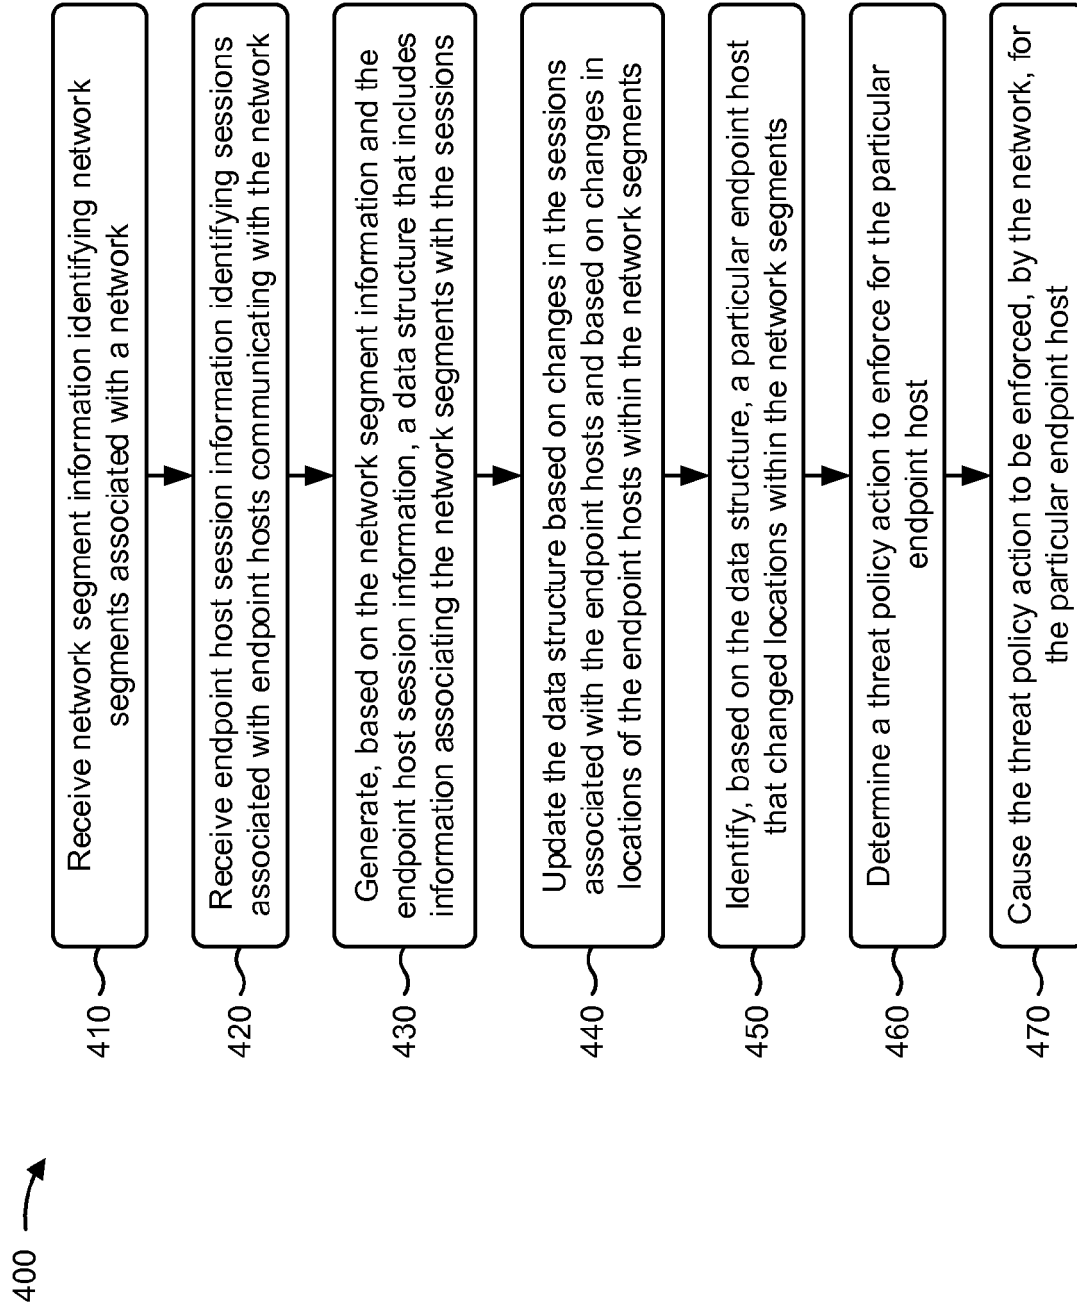 400
410
Receive network segment information identifying network
segments associated with a network
420
Receive endpoint host session information identifying sessions
associated with endpoint hosts communicating with the network
430
Generate, based on the network segment information and the
endpoint host session information, a data structure that includes
information associating the network segments with the sessions
440
Update the data structure based on changes in the sessions
associated with the endpoint hosts and based on changes in
locations of the endpoint hosts within the network segments
450
Identify, based on the data structure, a particular endpoint host
that changed locations within the network segments
460
Determine a threat policy action to enforce for the particular
endpoint host
470
Cause the threat policy action to be enforced, by the network, for
the particular endpoint host